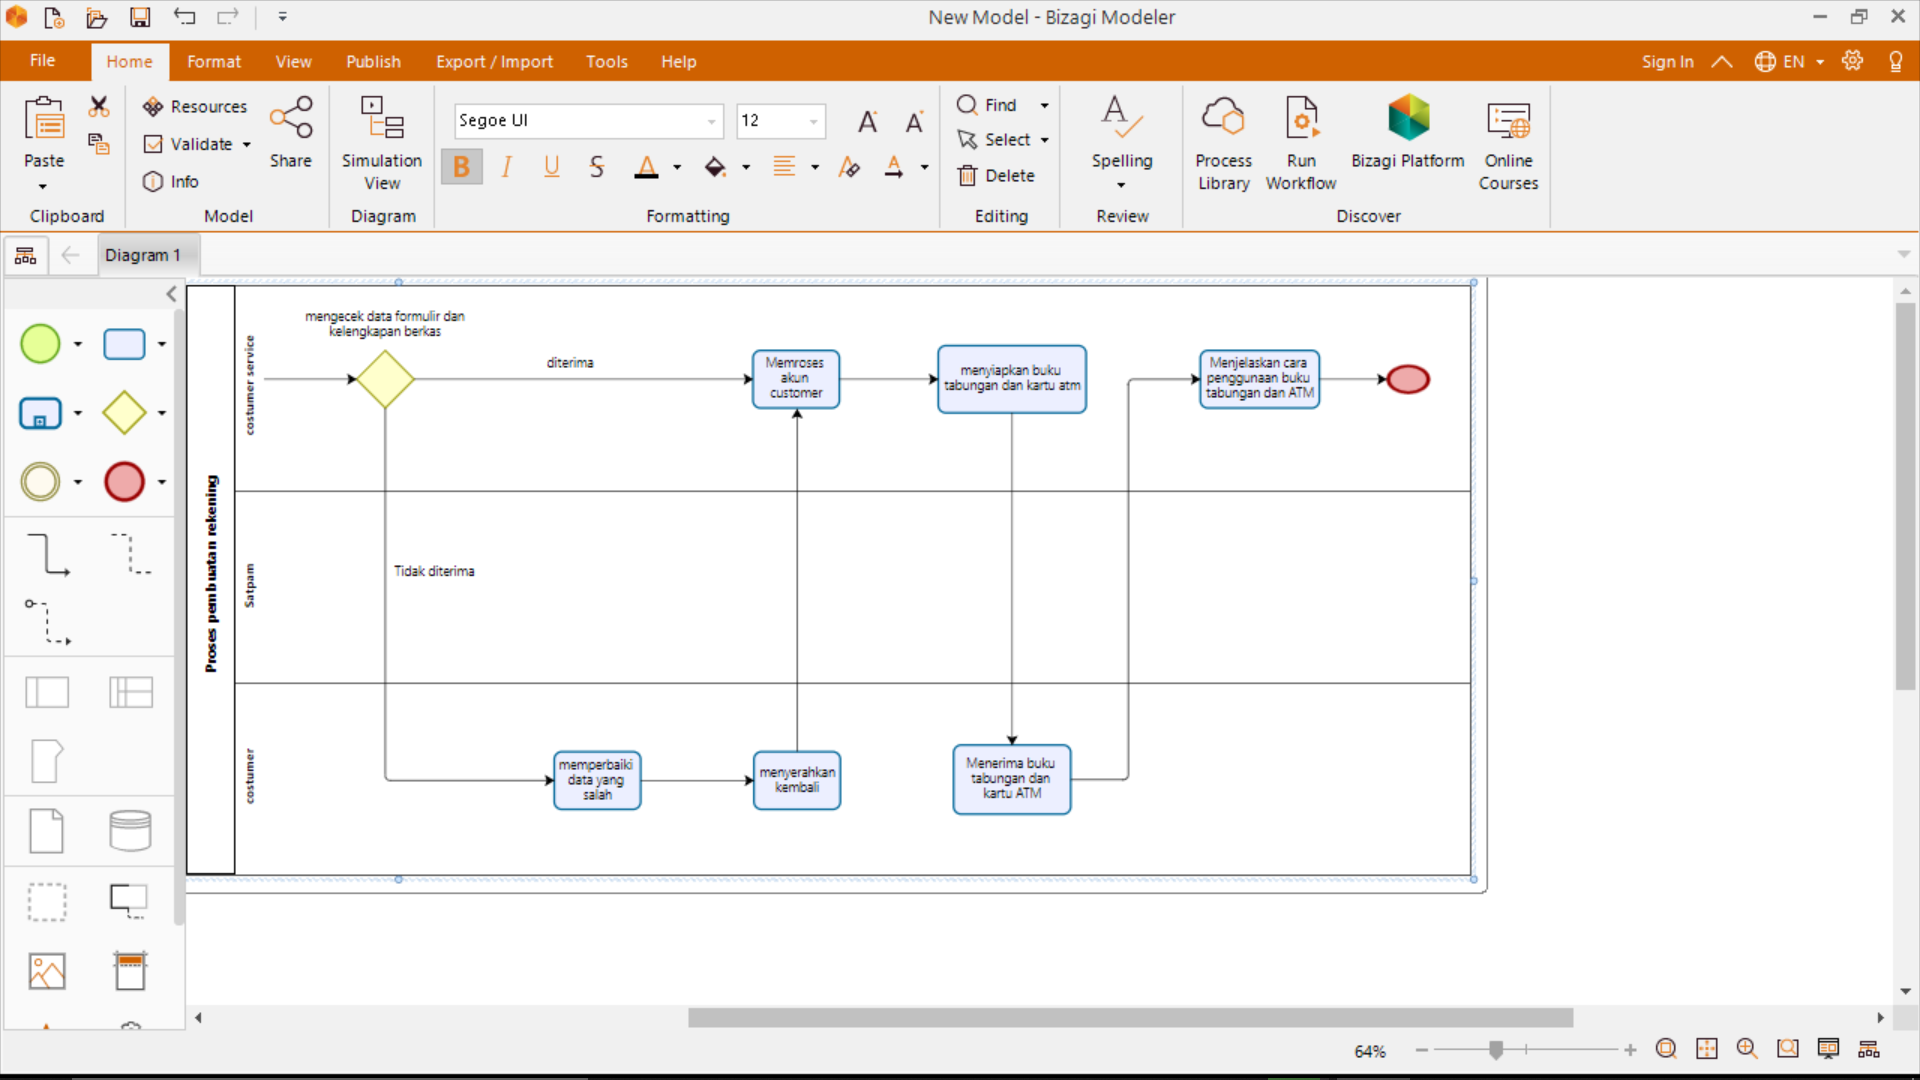 New Model - Bizagi Modeler
File
Home
Format
View
Publish
Export / Import
Tools
Help
Sign In
EN
Paste
Clipboard
Resources
Validate
Info
Share
Model
Simulation
View
Diagram
Segoe UI
12
A
A
B I U S A A
Formatting
Find
Select
Delete
Editing
Spelling
Review
Process
Library
Run
Workflow
Bizagi Platform
Online
Courses
Discover
Diagram 1
Proses pembuatan rekening
costumer service
mengecek data formulir dan
kelengkapan berkas
diterima
Memroses
akun
customer
menyiapkan buku
tabungan dan kartu atm
Menjelaskan cara
penggunaan buku
tabungan dan ATM
Satpam
Tidak diterima
costumer
memperbaiki
data yang
salah
menyerahkan
kembali
Menerima buku
tabungan dan
kartu ATM
64%